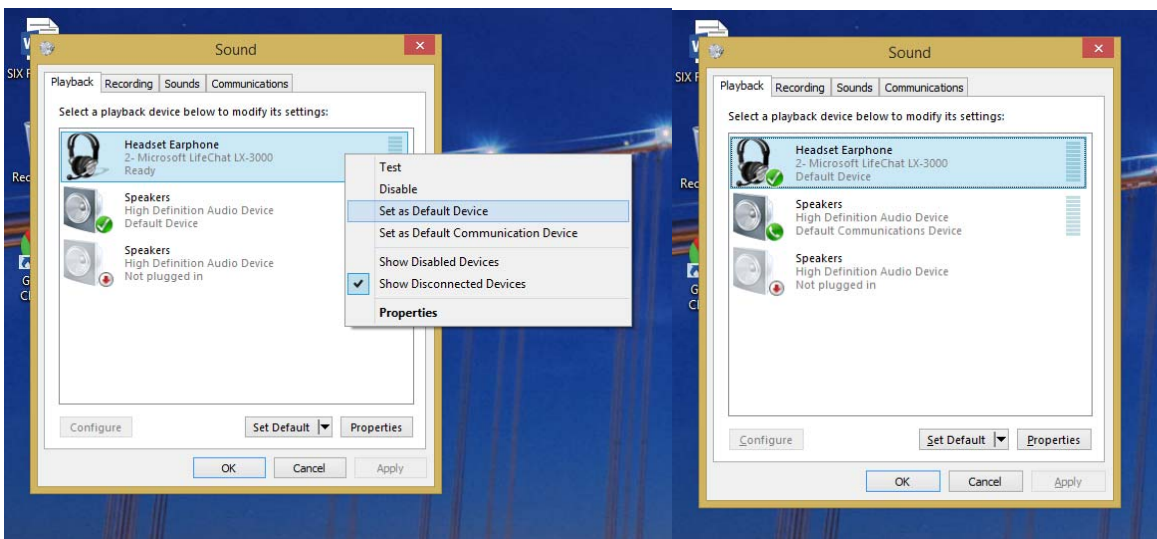 Sound
Playback Recording Sounds Communications
Select a playback device below to modify its settings:
Headset Earphone
2- Microsoft LifeChat LX-3000
Ready
Speakers
High Definition Audio Device
Default Device
Speakers
High Definition Audio Device
Not plugged in
Test
Disable
Set as Default Device
Set as Default Communication Device
Show Disabled Devices
Show Disconnected Devices
Properties
Configure Set Default Properties
OK Cancel Apply
SIX
Sound
Playback Recording Sounds Communications
Select a playback device below to modify its settings:
Headset Earphone
2- Microsoft LifeChat LX-3000
Default Device
Speakers
High Definition Audio Device
Default Communications Device
Speakers
High Definition Audio Device
Not plugged in
Configure Set Default Properties
OK Cancel Apply
SIX